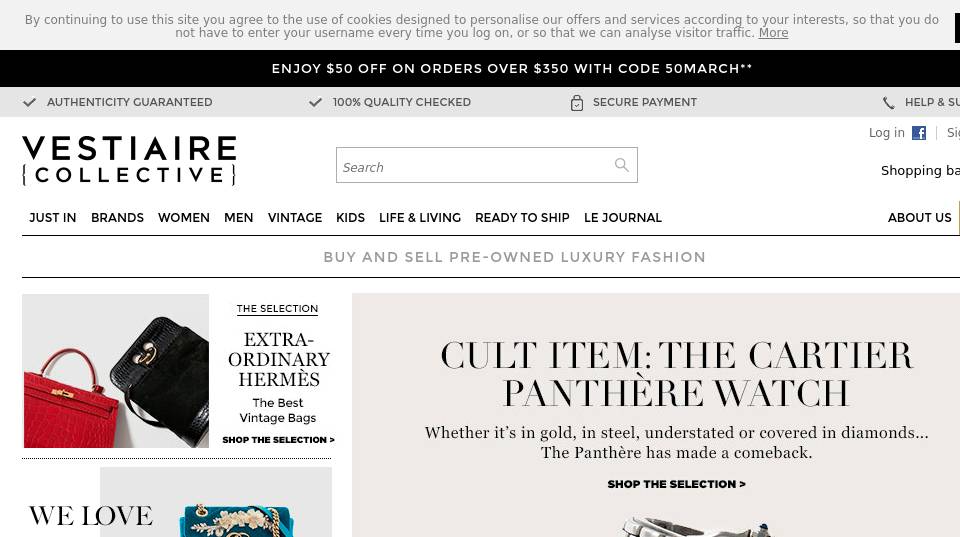 By continuing to use this site you agree to the use of cookies designed to personalise our offers and services according to your interests, so that you do
not have to enter your username every time you log on, or so that we can analyse visitor traffic. More
ENJOY $50 OFF ON ORDERS OVER $350 WITH CODE 50MARCH**
AUTHENTICITY GUARANTEED
100% QUALITY CHECKED
SECURE PAYMENT
HELP & SU
Log in
Sig
VESTIAIRE
{COLLECTIVE}
Search
Shopping ba
JUST IN BRANDS WOMEN MEN VINTAGE KIDS LIFE & LIVING READY TO SHIP LE JOURNAL ABOUT US
BUY AND SELL PRE-OWNED LUXURY FASHION
THE SELECTION
EXTRA-
ORDINARY
HERMÈS
The Best
Vintage Bags
SHOP THE SELECTION >
WE LOVE
CULT ITEM: THE CARTIER
PANTHÈRE WATCH
Whether it's in gold, in steel, understated or covered in diamonds...
The Panthère has made a comeback.
SHOP THE SELECTION >